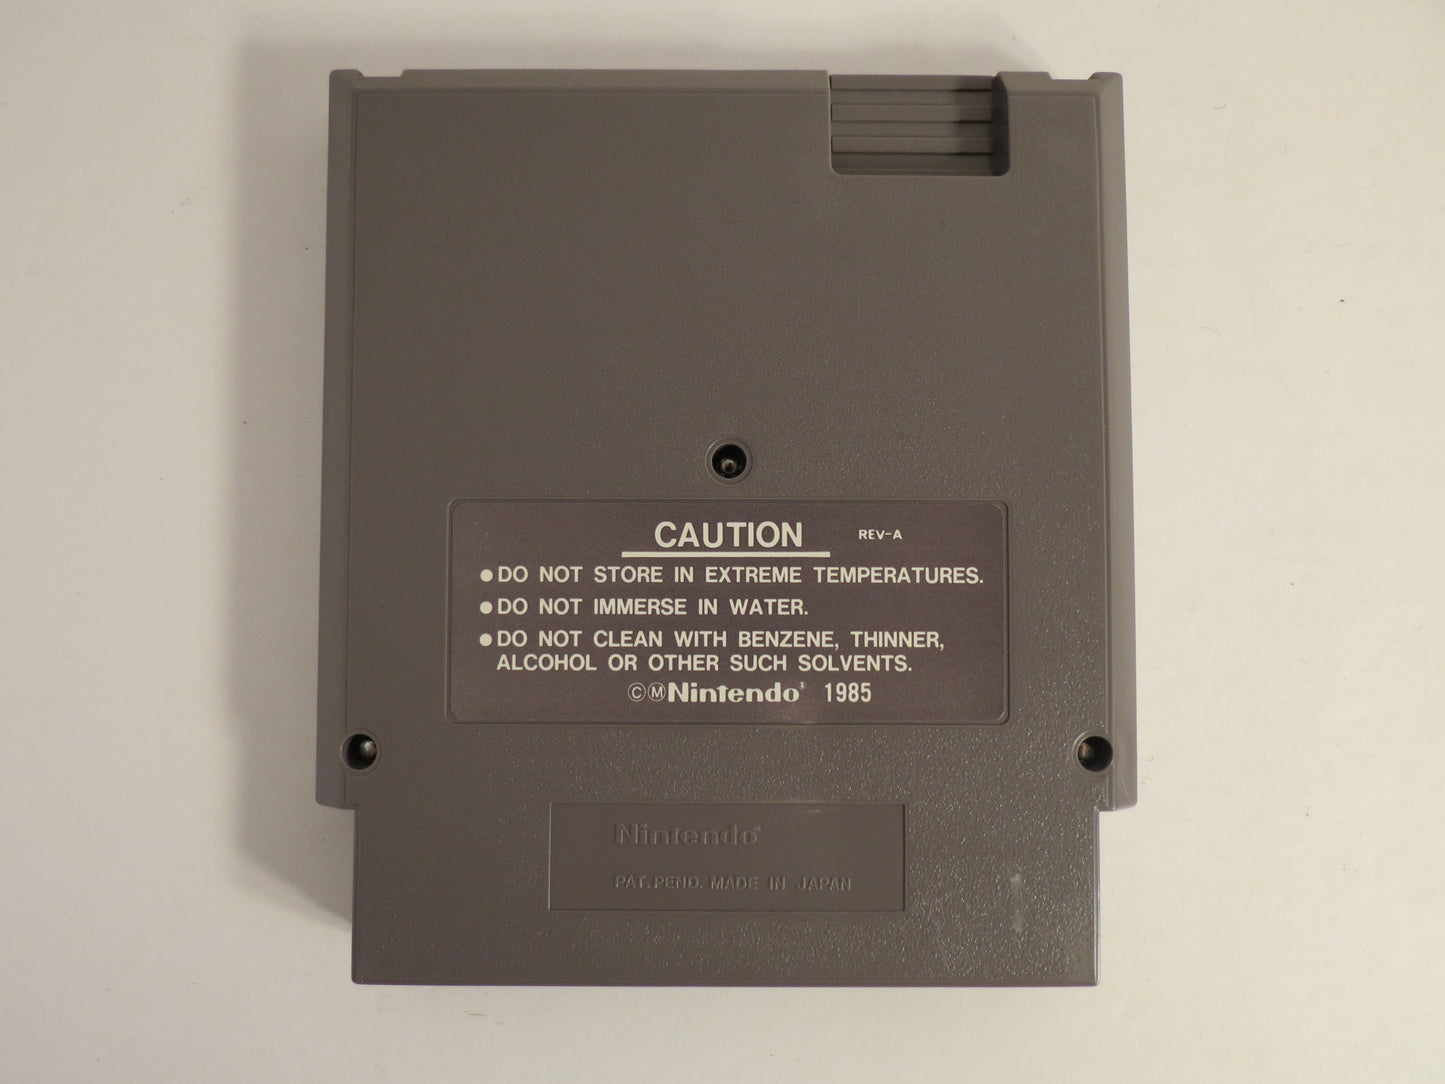 CAUTION REV-A
●DO NOT STORE IN EXTREME TEMPERATURES.
●DO NOT IMMERSE IN WATER.
●DO NOT CLEAN WITH BENZENE, THINNER,
ALCOHOL OR OTHER SUCH SOLVENTS.
©Ⓜ Nintendo® 1985
Nintendo®
PAT. PEND. MADE IN JAPAN